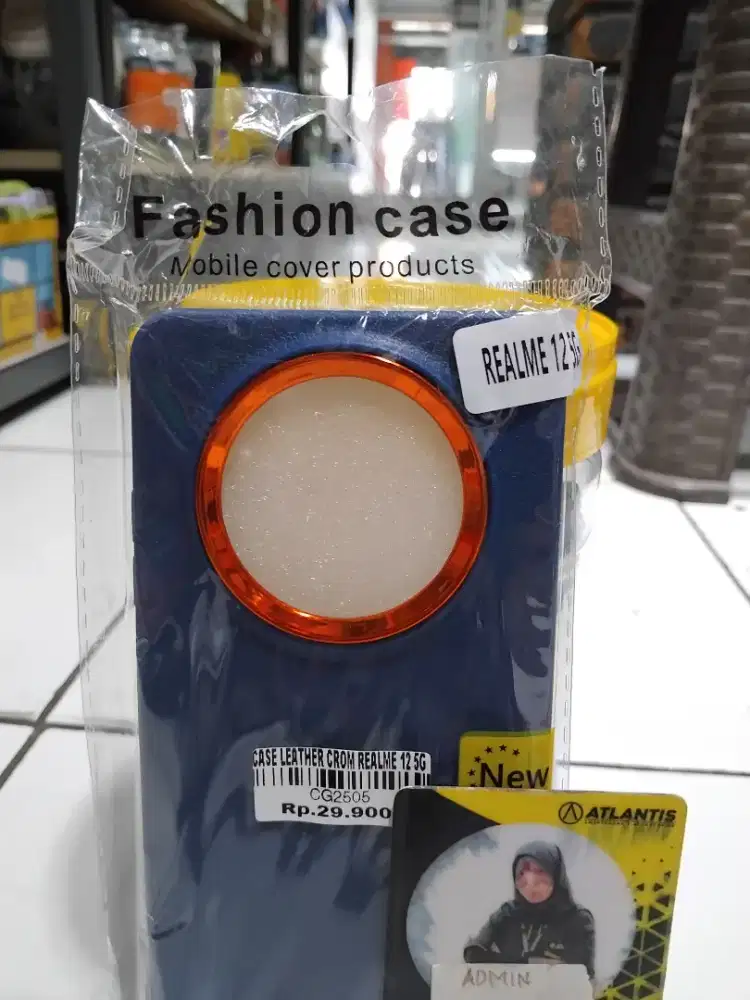 Fashion case
Mobile cover products
REALME 12 5G
CASE LEATHER CROM REALME 12 5G
CG2505
Rp.29.900
New
ATLANTIS
ADMIN